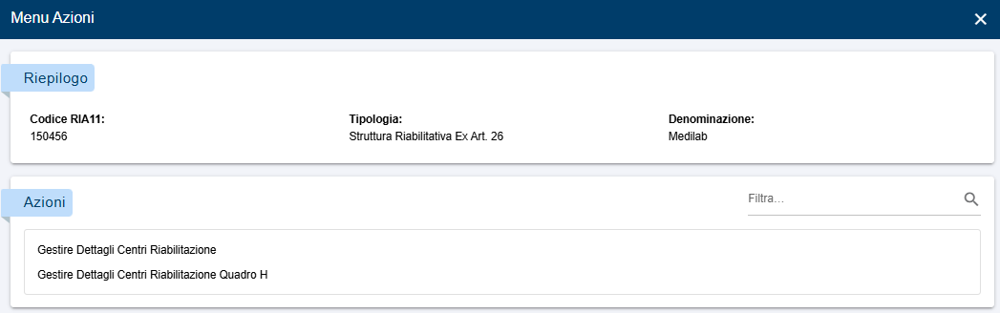 Menu Azioni
Riepilogo
Codice RIA11: Tipologia: Denominazione:
150456 Struttura Riabilitativa Ex Art. 26 Medilab
Azioni
Filtra...
Gestire Dettagli Centri Riabilitazione
Gestire Dettagli Centri Riabilitazione Quadro H